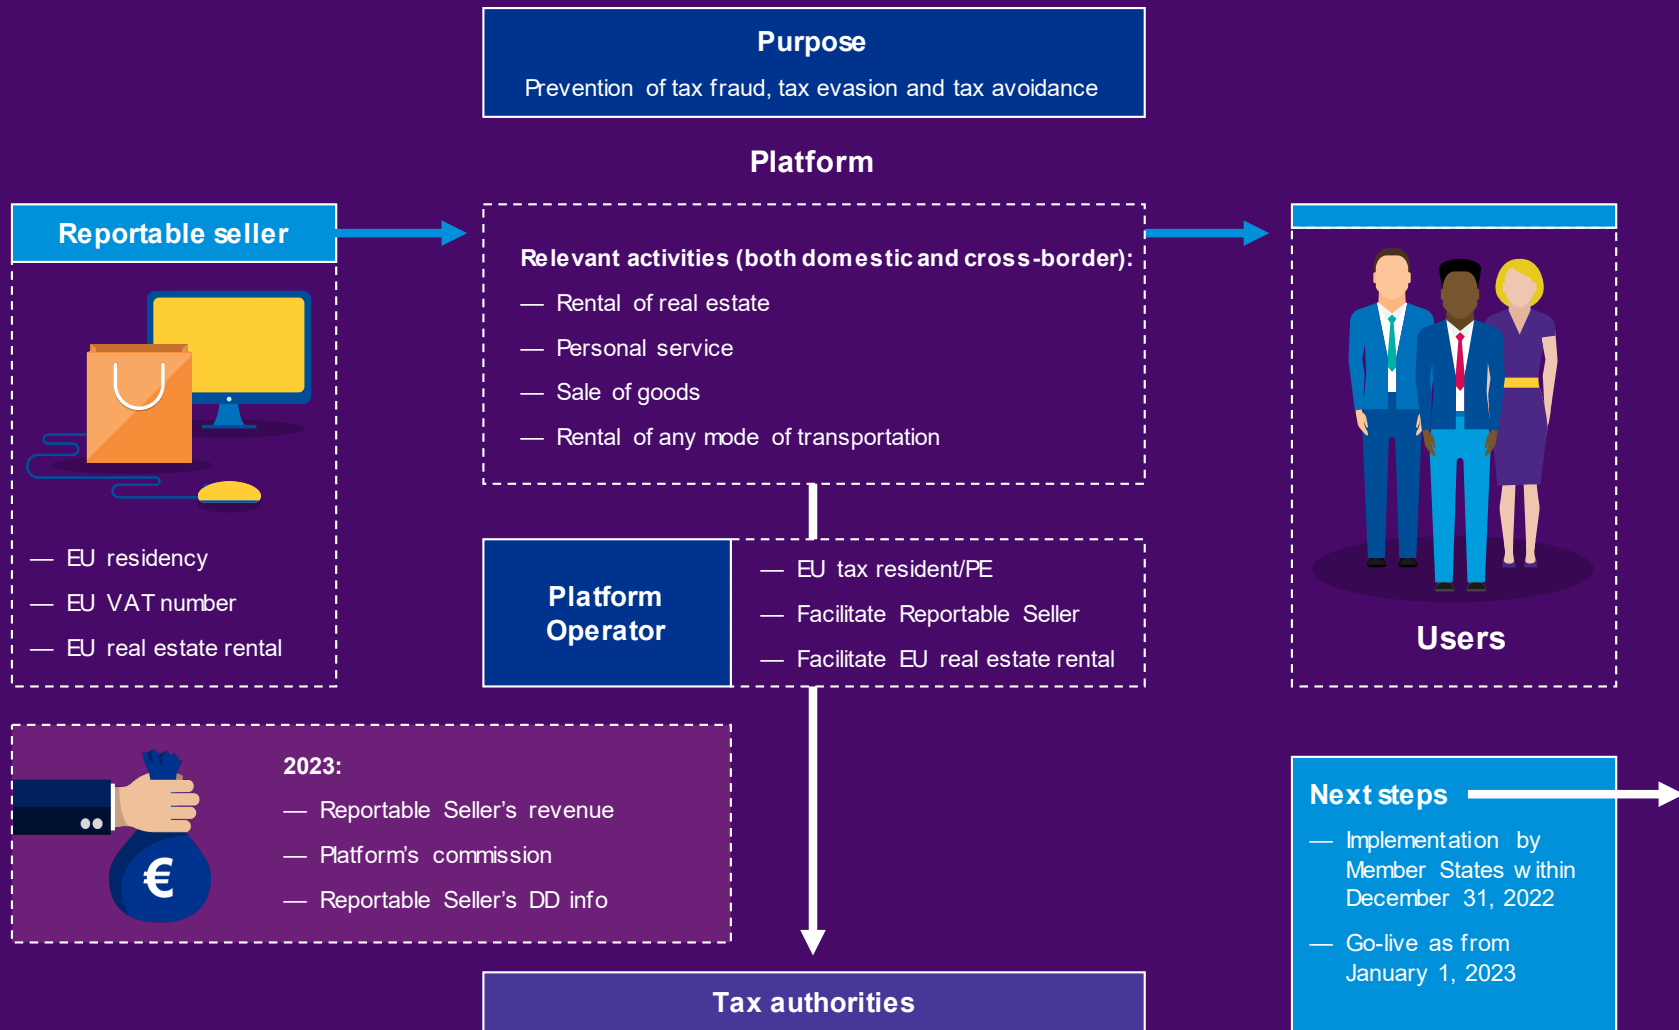 Purpose
Prevention of tax fraud, tax evasion and tax avoidance
Platform
Reportable seller
— EU residency
— EU VAT number
— EU real estate rental
Relevant activities (both domestic and cross-border):
— Rental of real estate
— Personal service
— Sale of goods
— Rental of any mode of transportation
Platform
Operator
— EU tax resident/PE
— Facilitate Reportable Seller
— Facilitate EU real estate rental
Users
€
2023:
— Reportable Seller’s revenue
— Platform’s commission
— Reportable Seller’s DD info
Next steps
— Implementation by
Member States within
December 31, 2022
— Go-live as from
January 1, 2023
Tax authorities